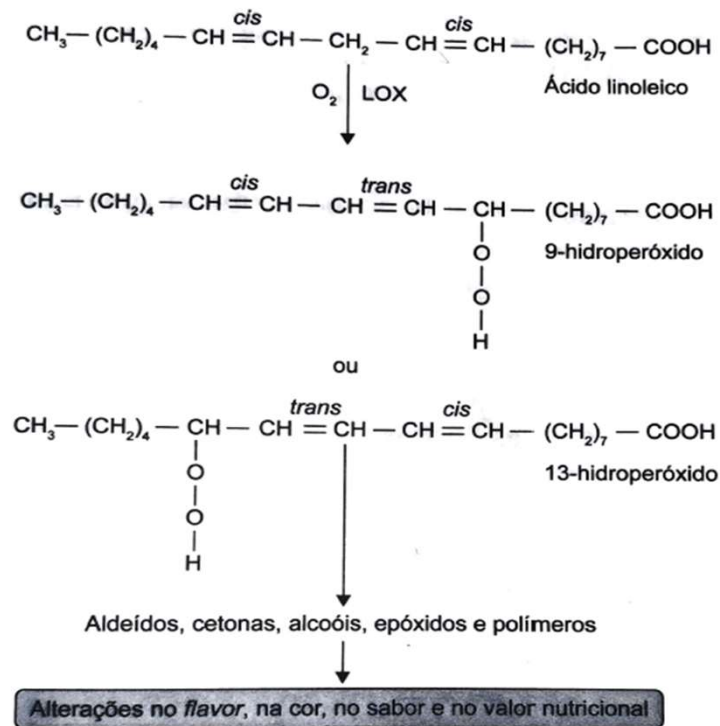 cis cis
CH₃—(CH₂)₄—CH=CH—CH₂—CH=CH—(CH₂)₇—COOH
Ácido linoleico
O₂ LOX
cis trans
CH₃—(CH₂)₄—CH=CH—CH=CH—CH—(CH₂)₇—COOH
9-hidroperóxido
O
O
H
ou
trans cis
CH₃—(CH₂)₄—CH—CH=CH—CH=CH—(CH₂)₇—COOH
13-hidroperóxido
O
O
H
Aldeídos, cetonas, alcoóis, epóxidos e polímeros
Alterações no flavor, na cor, no sabor e no valor nutricional